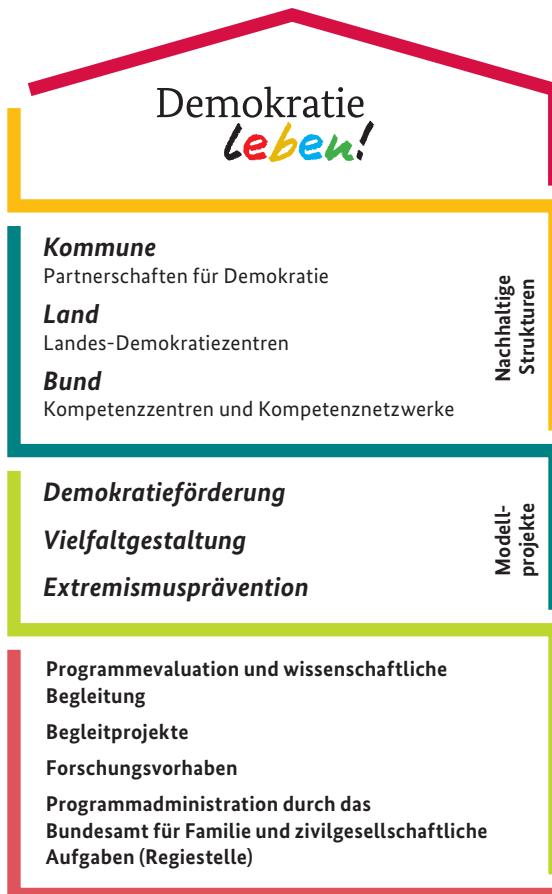 Demokratie
leben!
Kommune
Partnerschaften für Demokratie
Land
Landes-Demokratiezentren
Bund
Kompetenzzentren und Kompetenznetzwerke
Nachhaltige
Strukturen
Demokratieförderung
Vielfaltgestaltung
Extremismusprävention
Modell-
projekte
Programmevaluation und wissenschaftliche
Begleitung
Begleitprojekte
Forschungsvorhaben
Programmadministration durch das
Bundesamt für Familie und zivilgesellschaftliche
Aufgaben (Regiestelle)